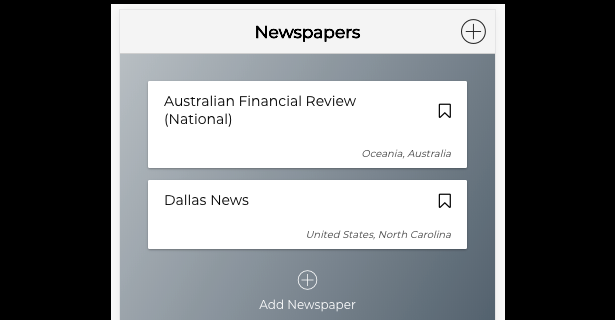 Newspapers
Australian Financial Review
(National)
Oceania, Australia
Dallas News
United States, North Carolina
Add Newspaper